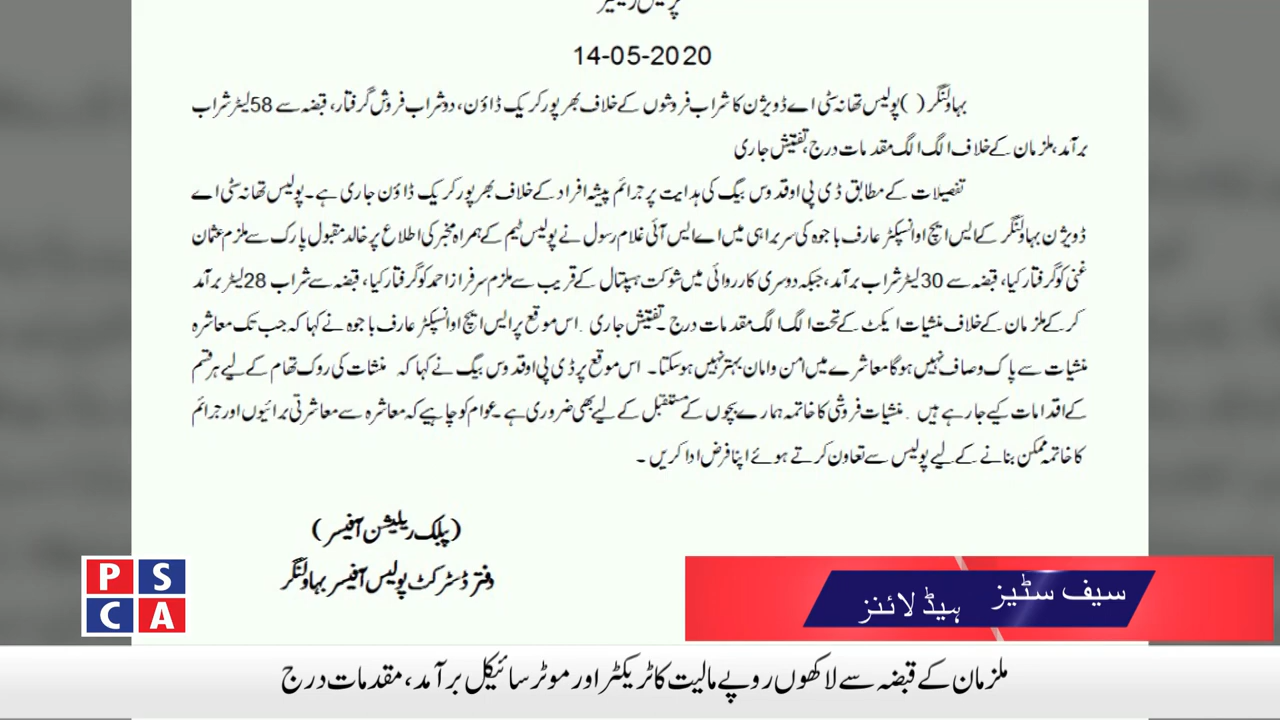 پریس ریلیز
14-05-2020
بہاولنگر ( ) پولیس تھانہ سٹی اے ڈویژن کا شراب فروشوں کے خلاف بھرپور کریک ڈاؤن، دو شراب فروش گرفتار، قبضہ سے 58 لیٹر شراب
برآمد، ملزمان کے خلاف الگ الگ مقدمات درج، تفتیش جاری
تفصیلات کے مطابق ڈی پی او قدوس بیگ کی ہدایت پر جرائم پیشہ افراد کے خلاف بھرپور کریک ڈاؤن جاری ہے۔ پولیس تھانہ سٹی اے
ڈویژن بہاولنگر کے ایس ایچ او انسپکٹر عارف باجوہ کی سربراہی میں اے ایس آئی غلام رسول نے پولیس ٹیم کے ہمراہ مخبر کی اطلاع پر خالد مقبول پارک سے ملزم عثمان
غنی کو گرفتار کیا، قبضہ سے 30 لیٹر شراب برآمد، جبکہ دوسری کارروائی میں شوکت ہسپتال کے قریب سے ملزم سرفراز احمد کو گرفتار کیا، قبضہ سے شراب 28 لیٹر برآمد
کر کے ملزمان کے خلاف منشیات ایکٹ کے تحت الگ الگ مقدمات درج ۔ تفتیش جاری . اس موقع پر ایس ایچ او انسپکٹر عارف باجوہ نے کہا کہ جب تک معاشرہ
منشیات سے پاک و صاف نہیں ہوگا معاشرے میں امن و امان بہتر نہیں ہو سکتا ۔ اس موقع پر ڈی پی او قدوس بیگ نے کہا کہ منشات کی روک تھام کے لیے ہر قسم
کے اقدامات کیے جا رہے ہیں . منشیات فروشی کا خاتمہ ہمارے بچوں کے مستقبل کے لیے بھی ضروری ہے ۔ عوام کو چاہیے کہ معاشرہ سے معاشرتی برائیوں اور جرائم
کا خاتمہ ممکن بنانے کے لیے پولیس سے تعاون کرتے ہوئے اپنا فرض ادا کریں ۔
(پبلک ریلیشن آفیسر)
دفتر ڈسٹرکٹ پولیس آفیسر بہاولنگر
PSCA
سیف سٹیز
ہیڈ لائنز
ملزمان کے قبضہ سے لاکھوں روپے مالیت کا ٹریکٹر اور موٹر سائیکل برآمد، مقدمات درج